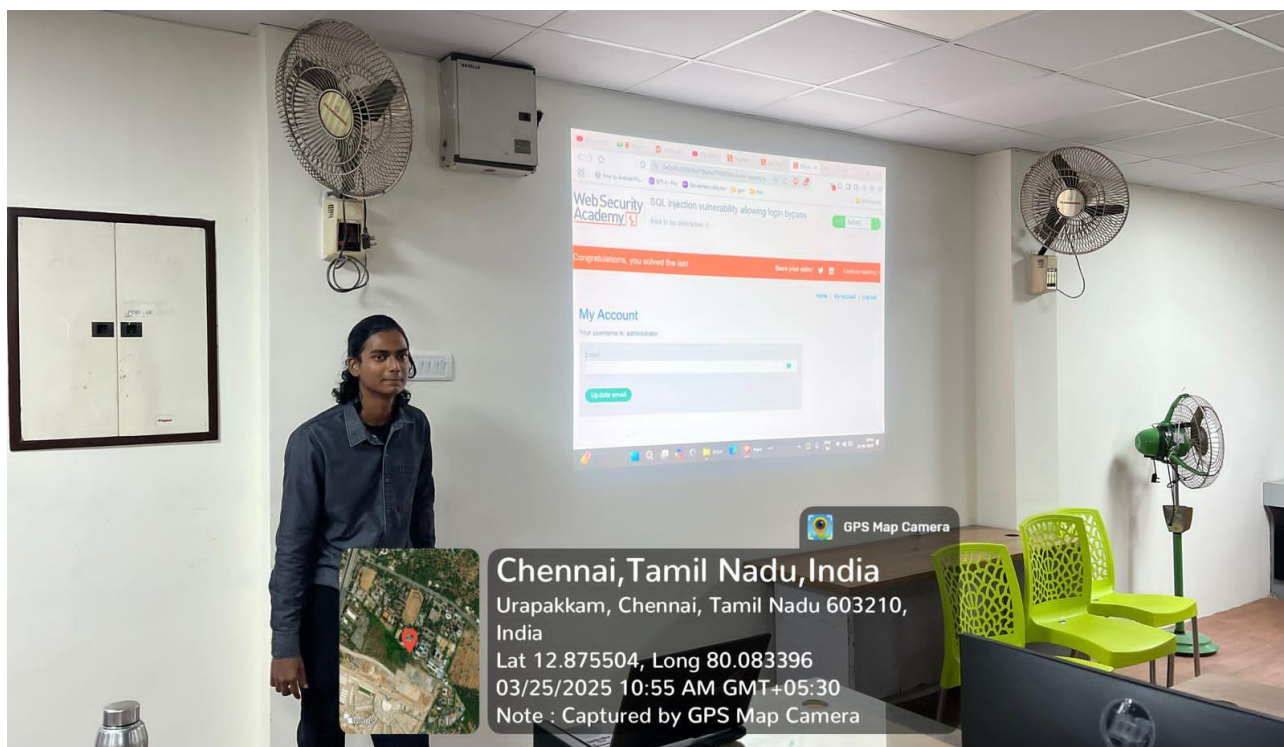 HAVELLS
Web Security
Academy
SQL injection vulnerability allowing login bypass
Back to lab description
Solved
Congratulations, you solved the lab!
Share your skills!
Continue learning
Home | My account | Log out
My Account
Your username is: administrator
Email
Update email
GPS Map Camera
Chennai,Tamil Nadu,India
Urapakkam, Chennai, Tamil Nadu 603210,
India
Lat 12.875504, Long 80.083396
03/25/2025 10:55 AM GMT+05:30
Note : Captured by GPS Map Camera